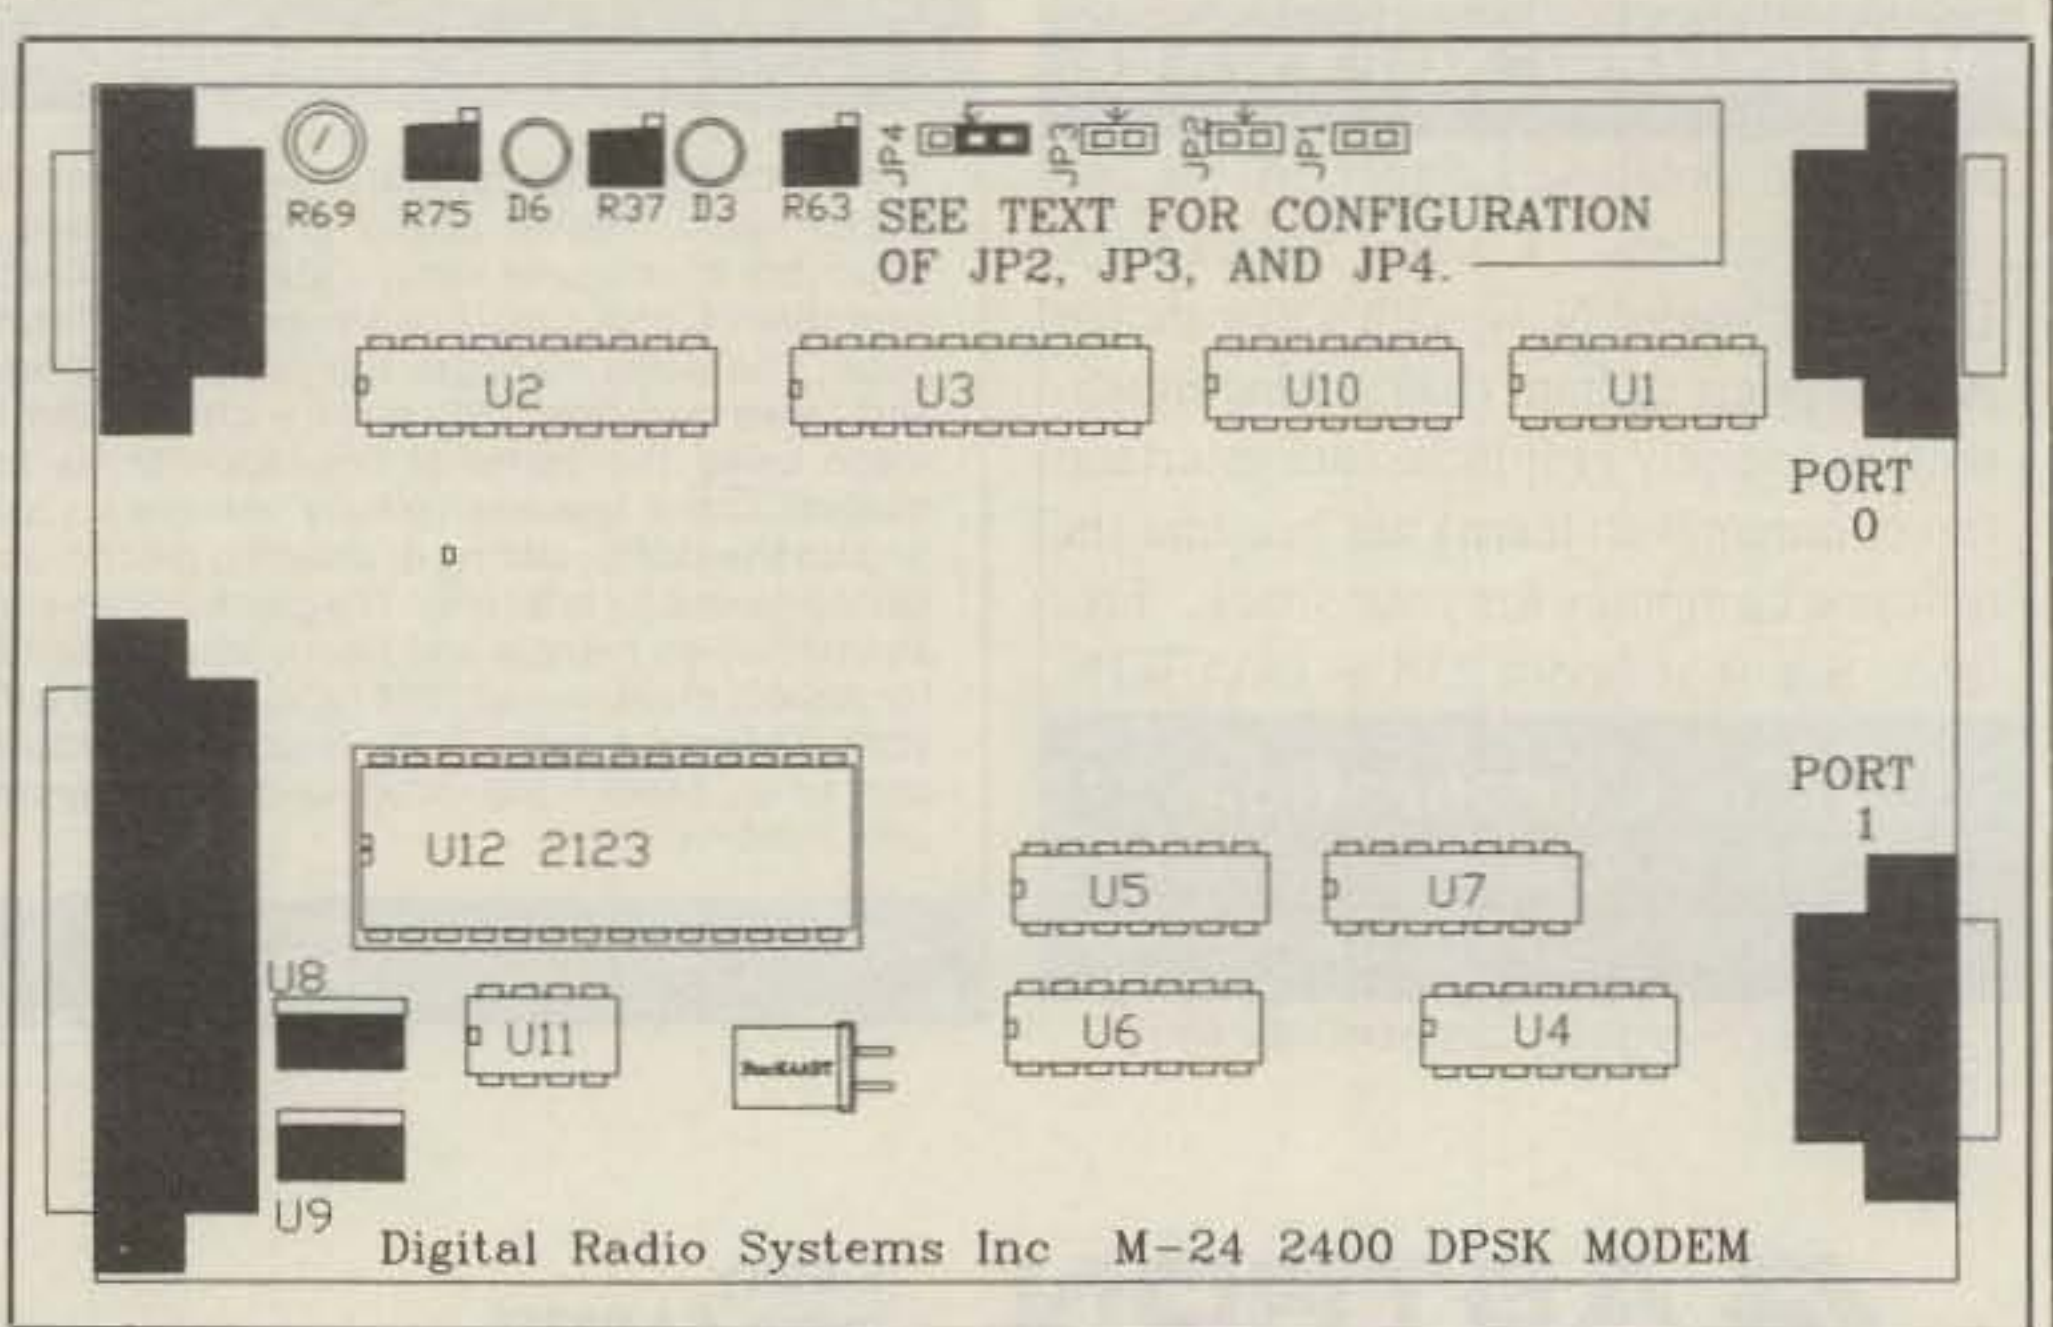 JP4
JP3
JP2
JP1
R69
R75
D6
R37
D3
R63
SEE TEXT FOR CONFIGURATION
OF JP2, JP3, AND JP4.
U2
U3
U10
U1
PORT
0
PORT
1
U12 2123
U5
U7
U8
U11
U6
U4
U9
Digital Radio Systems Inc M-24 2400 DPSK MODEM